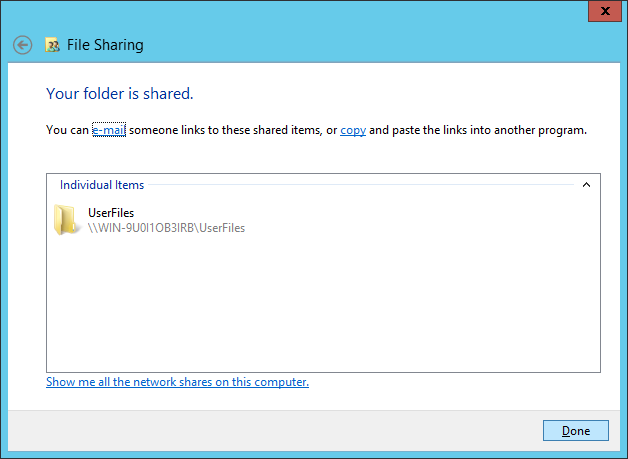 File Sharing
Your folder is shared.
You can e-mail someone links to these shared items, or copy and paste the links into another program.
Individual Items
UserFiles
\\WIN-9U0I1OB3IRB\UserFiles
Show me all the network shares on this computer.
Done